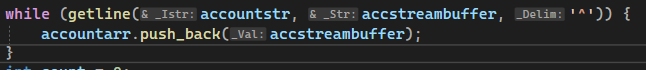 while (getline(& _Istr: accountstr, & _Str: accstreambuffer, _Delim: '^')) {
accountarr.push_back(_Val: accstreambuffer);
}